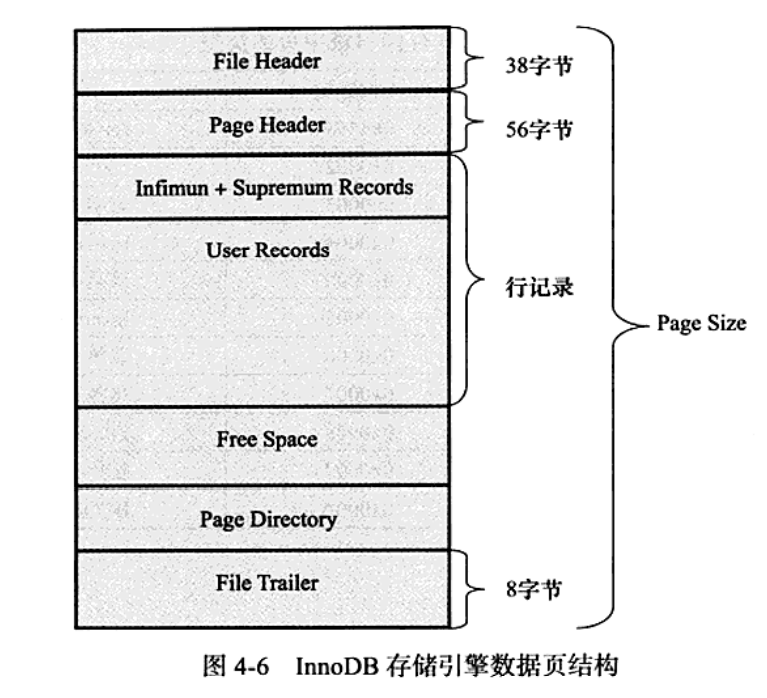 File Header
38字节
Page Header
56字节
Infimun + Supremum Records
User Records
行记录
Page Size
Free Space
Page Directory
File Trailer
8字节
图 4-6 InnoDB 存储引擎数据页结构